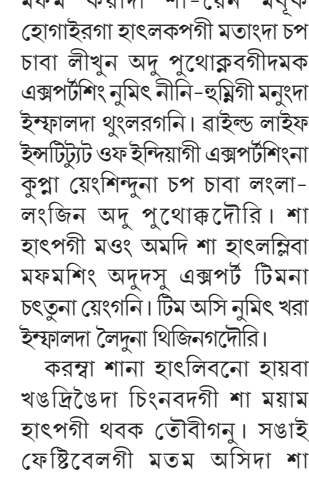 মফম কয়াদা শা-য়েন মথূক
হোগাইরগা হাৎলকপগী মতাংদা চপ
চাবা লীখুন অদু পুথোক্লবগীদমক
এক্সপর্টশিং নুমিৎ নীনি-হুম্নিগী মনুংদা
ইম্ফালদা থুংলরগনি। ৱাইল্ড লাইফ
ইন্সটিট্যুট ওফ ইন্দিয়াগী এক্সপর্টশিংনা
কুপ্না য়েংশিন্দুনা চপ চাবা লংলা-
লংজিন অদু পুথোক্কদৌরি। শা
হাৎপগী মওং অমদি শা হাৎলম্লিবা
মফমশিং অদুদসু এক্সপর্ট টিমনা
চৎতুনা য়েংগনি। টিম অসি নুমিৎ খরা
ইম্ফালদা লৈদুনা থিজিনগদৌরি।
করম্বা শানা হাৎলিবনো হায়বা
খঙদ্রিঙৈদা চিংনবদগী শা ময়াম
হাৎপগী থবক তৌবীগনু। সঙাই
ফেষ্টিবেলগী মতম অসিদা শা